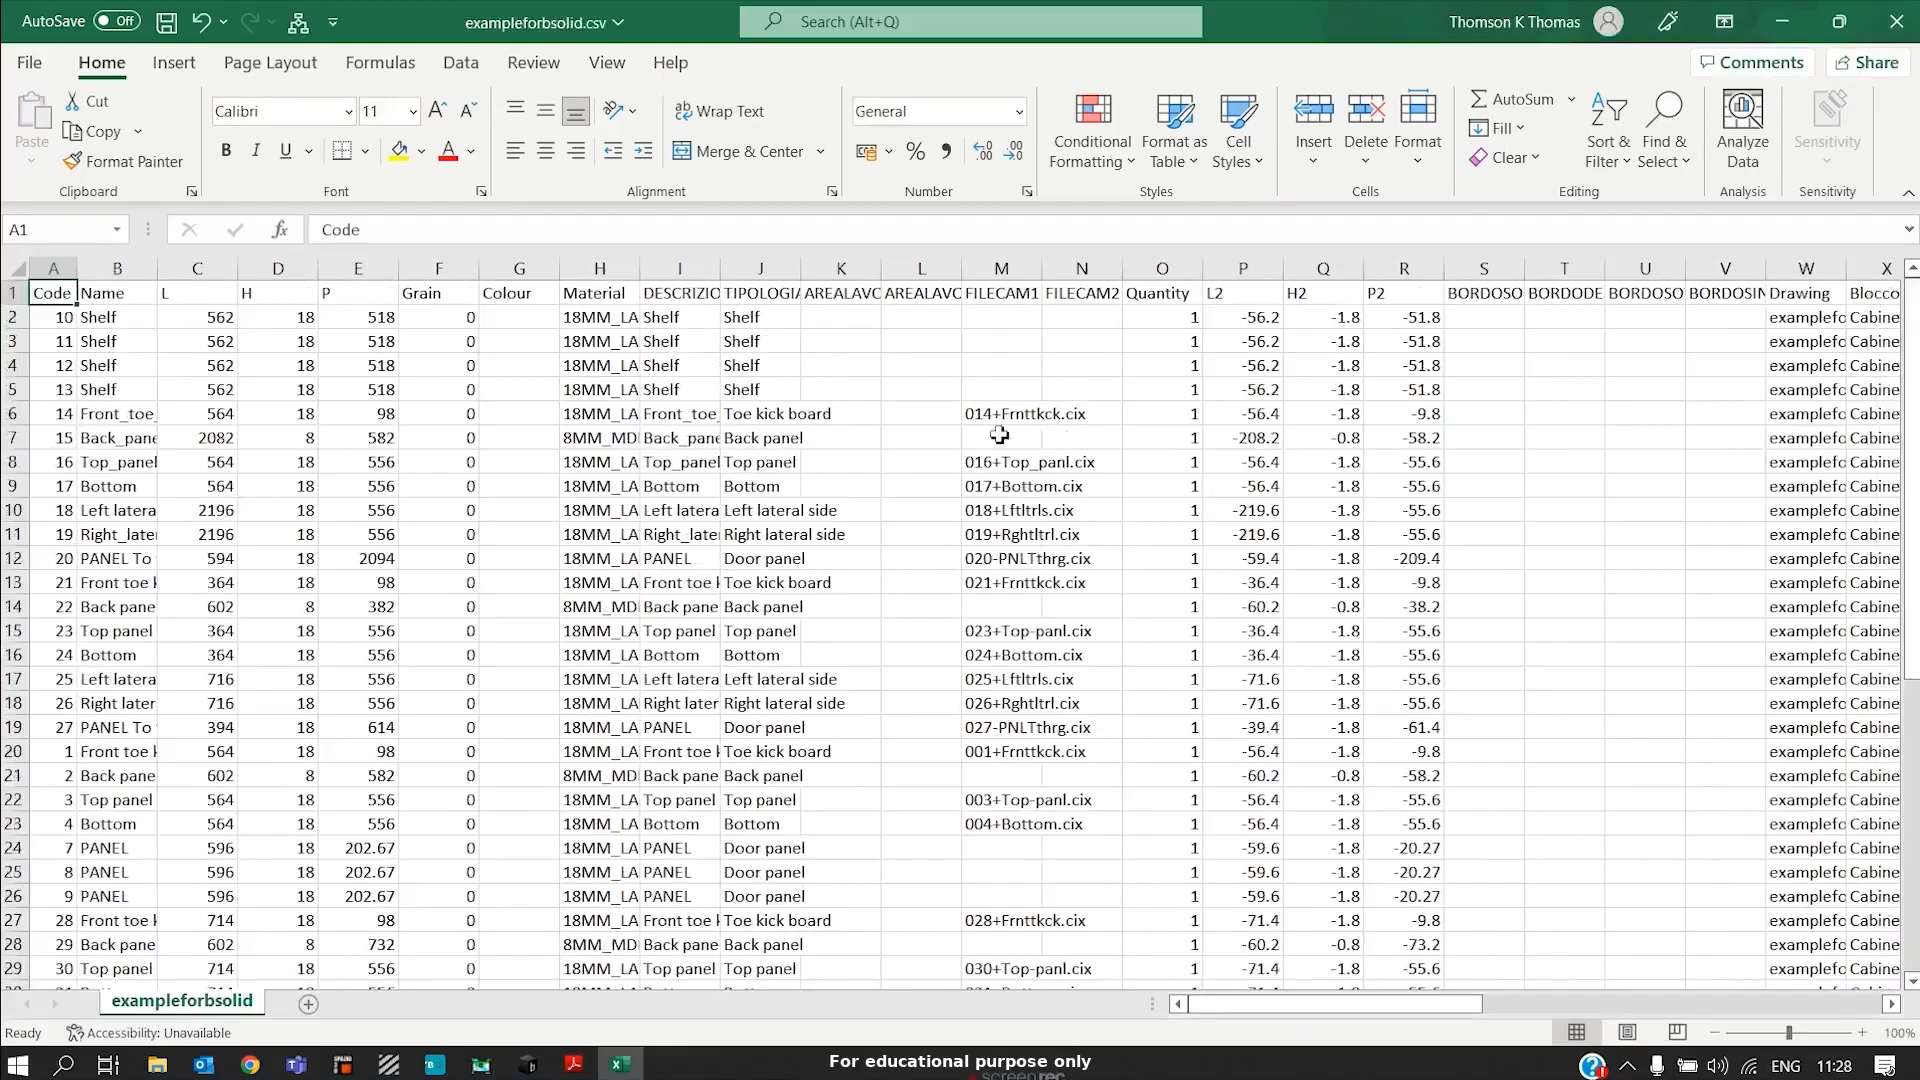 AutoSave Off exampleforbsolid.csv Search (Alt+Q) Thomson K Thomas
File Home Insert Page Layout Formulas Data Review View Help Comments Share
Paste Cut Copy Format Painter Clipboard
Calibri 11 B I U A Font
Wrap Text Merge & Center Alignment
General % Number
Conditional Formatting Format as Table Cell Styles Styles
Insert Delete Format Cells
AutoSum Fill Clear Sort & Filter Find & Select Editing
Analyze Data Analysis
Sensitivity Sensitivity
A1 fx Code
A B C D E F G H I J K L M N O P Q R S T U V W X
1 Code Name L H P Grain Colour Material DESCRIZIO TIPOLOGIA AREALAVO AREALAVO FILECAM1 FILECAM2 Quantity L2 H2 P2 BORDOSO BORDODE BORDOSO BORDOSIN Drawing Blocco
2 10 Shelf 562 18 518 0 18MM_LA Shelf Shelf 1 -56.2 -1.8 -51.8 examplefo Cabine
3 11 Shelf 562 18 518 0 18MM_LA Shelf Shelf 1 -56.2 -1.8 -51.8 examplefo Cabine
4 12 Shelf 562 18 518 0 18MM_LA Shelf Shelf 1 -56.2 -1.8 -51.8 examplefo Cabine
5 13 Shelf 562 18 518 0 18MM_LA Shelf Shelf 1 -56.2 -1.8 -51.8 examplefo Cabine
6 14 Front_toe_ 564 18 98 0 18MM_LA Front_toe_ Toe kick board 014+Frnttkck.cix 1 -56.4 -1.8 -9.8 examplefo Cabine
7 15 Back_pane 2082 8 582 0 8MM_MD Back_pane Back panel 1 -208.2 -0.8 -58.2 examplefo Cabine
8 16 Top_panel 564 18 556 0 18MM_LA Top_panel Top panel 016+Top_panl.cix 1 -56.4 -1.8 -55.6 examplefo Cabine
9 17 Bottom 564 18 556 0 18MM_LA Bottom Bottom 017+Bottom.cix 1 -56.4 -1.8 -55.6 examplefo Cabine
10 18 Left latera 2196 18 556 0 18MM_LA Left latera Left lateral side 018+Lftltrls.cix 1 -219.6 -1.8 -55.6 examplefo Cabine
11 19 Right_late 2196 18 556 0 18MM_LA Right_late Right lateral side 019+Rghtltrl.cix 1 -219.6 -1.8 -55.6 examplefo Cabine
12 20 PANEL To 594 18 2094 0 18MM_LA PANEL Door panel 020-PNLTthrg.cix 1 -59.4 -1.8 -209.4 examplefo Cabine
13 21 Front toe k 364 18 98 0 18MM_LA Front toe k Toe kick board 021+Frnttkck.cix 1 -36.4 -1.8 -9.8 examplefo Cabine
14 22 Back pane 602 8 382 0 8MM_MD Back pane Back panel 1 -60.2 -0.8 -38.2 examplefo Cabine
15 23 Top panel 364 18 556 0 18MM_LA Top panel Top panel 023+Top-panl.cix 1 -36.4 -1.8 -55.6 examplefo Cabine
16 24 Bottom 364 18 556 0 18MM_LA Bottom Bottom 024+Bottom.cix 1 -36.4 -1.8 -55.6 examplefo Cabine
17 25 Left latera 716 18 556 0 18MM_LA Left latera Left lateral side 025+Lftltrls.cix 1 -71.6 -1.8 -55.6 examplefo Cabine
18 26 Right later 716 18 556 0 18MM_LA Right later Right lateral side 026+Rghtltrl.cix 1 -71.6 -1.8 -55.6 examplefo Cabine
19 27 PANEL To 394 18 614 0 18MM_LA PANEL Door panel 027-PNLTthrg.cix 1 -39.4 -1.8 -61.4 examplefo Cabine
20 1 Front toe k 564 18 98 0 18MM_LA Front toe k Toe kick board 001+Frnttkck.cix 1 -56.4 -1.8 -9.8 examplefo Cabine
21 2 Back pane 602 8 582 0 8MM_MD Back pane Back panel 1 -60.2 -0.8 -58.2 examplefo Cabine
22 3 Top panel 564 18 556 0 18MM_LA Top panel Top panel 003+Top-panl.cix 1 -56.4 -1.8 -55.6 examplefo Cabine
23 4 Bottom 564 18 556 0 18MM_LA Bottom Bottom 004+Bottom.cix 1 -56.4 -1.8 -55.6 examplefo Cabine
24 7 PANEL 596 18 202.67 0 18MM_LA PANEL Door panel 1 -59.6 -1.8 -20.27 examplefo Cabine
25 8 PANEL 596 18 202.67 0 18MM_LA PANEL Door panel 1 -59.6 -1.8 -20.27 examplefo Cabine
26 9 PANEL 596 18 202.67 0 18MM_LA PANEL Door panel 1 -59.6 -1.8 -20.27 examplefo Cabine
27 28 Front toe k 714 18 98 0 18MM_LA Front toe k Toe kick board 028+Frnttkck.cix 1 -71.4 -1.8 -9.8 examplefo Cabine
28 29 Back pane 602 8 732 0 8MM_MD Back pane Back panel 1 -60.2 -0.8 -73.2 examplefo Cabine
29 30 Top panel 714 18 556 0 18MM_LA Top panel Top panel 030+Top-panl.cix 1 -71.4 -1.8 -55.6 examplefo Cabine
exampleforbsolid
Ready Accessibility: Unavailable 100%
For educational purpose only
ENG 11:28